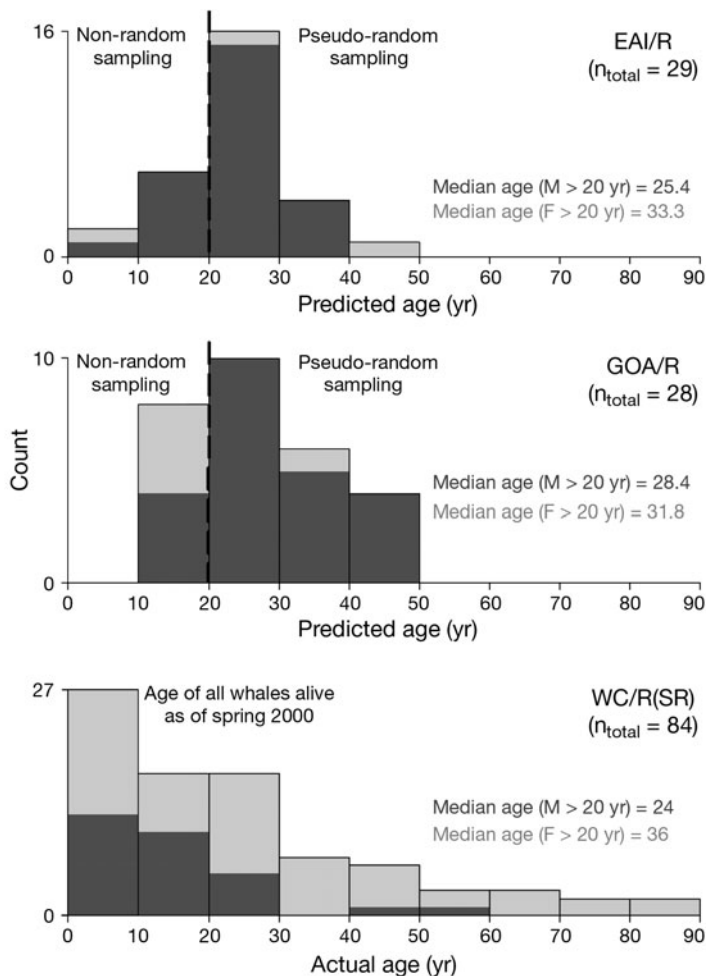 16
Non-random
sampling
Pseudo-random
sampling
EAI/R
(n_total = 29)
Median age (M > 20 yr) = 25.4
Median age (F > 20 yr) = 33.3
0
0 10 20 30 40 50 60 70 80 90
Predicted age (yr)
10
Non-random
sampling
Pseudo-random
sampling
GOA/R
(n_total = 28)
Count
Median age (M > 20 yr) = 28.4
Median age (F > 20 yr) = 31.8
0
0 10 20 30 40 50 60 70 80 90
Predicted age (yr)
27
Age of all whales alive
as of spring 2000
WC/R(SR)
(n_total = 84)
Median age (M > 20 yr) = 24
Median age (F > 20 yr) = 36
0
0 10 20 30 40 50 60 70 80 90
Actual age (yr)